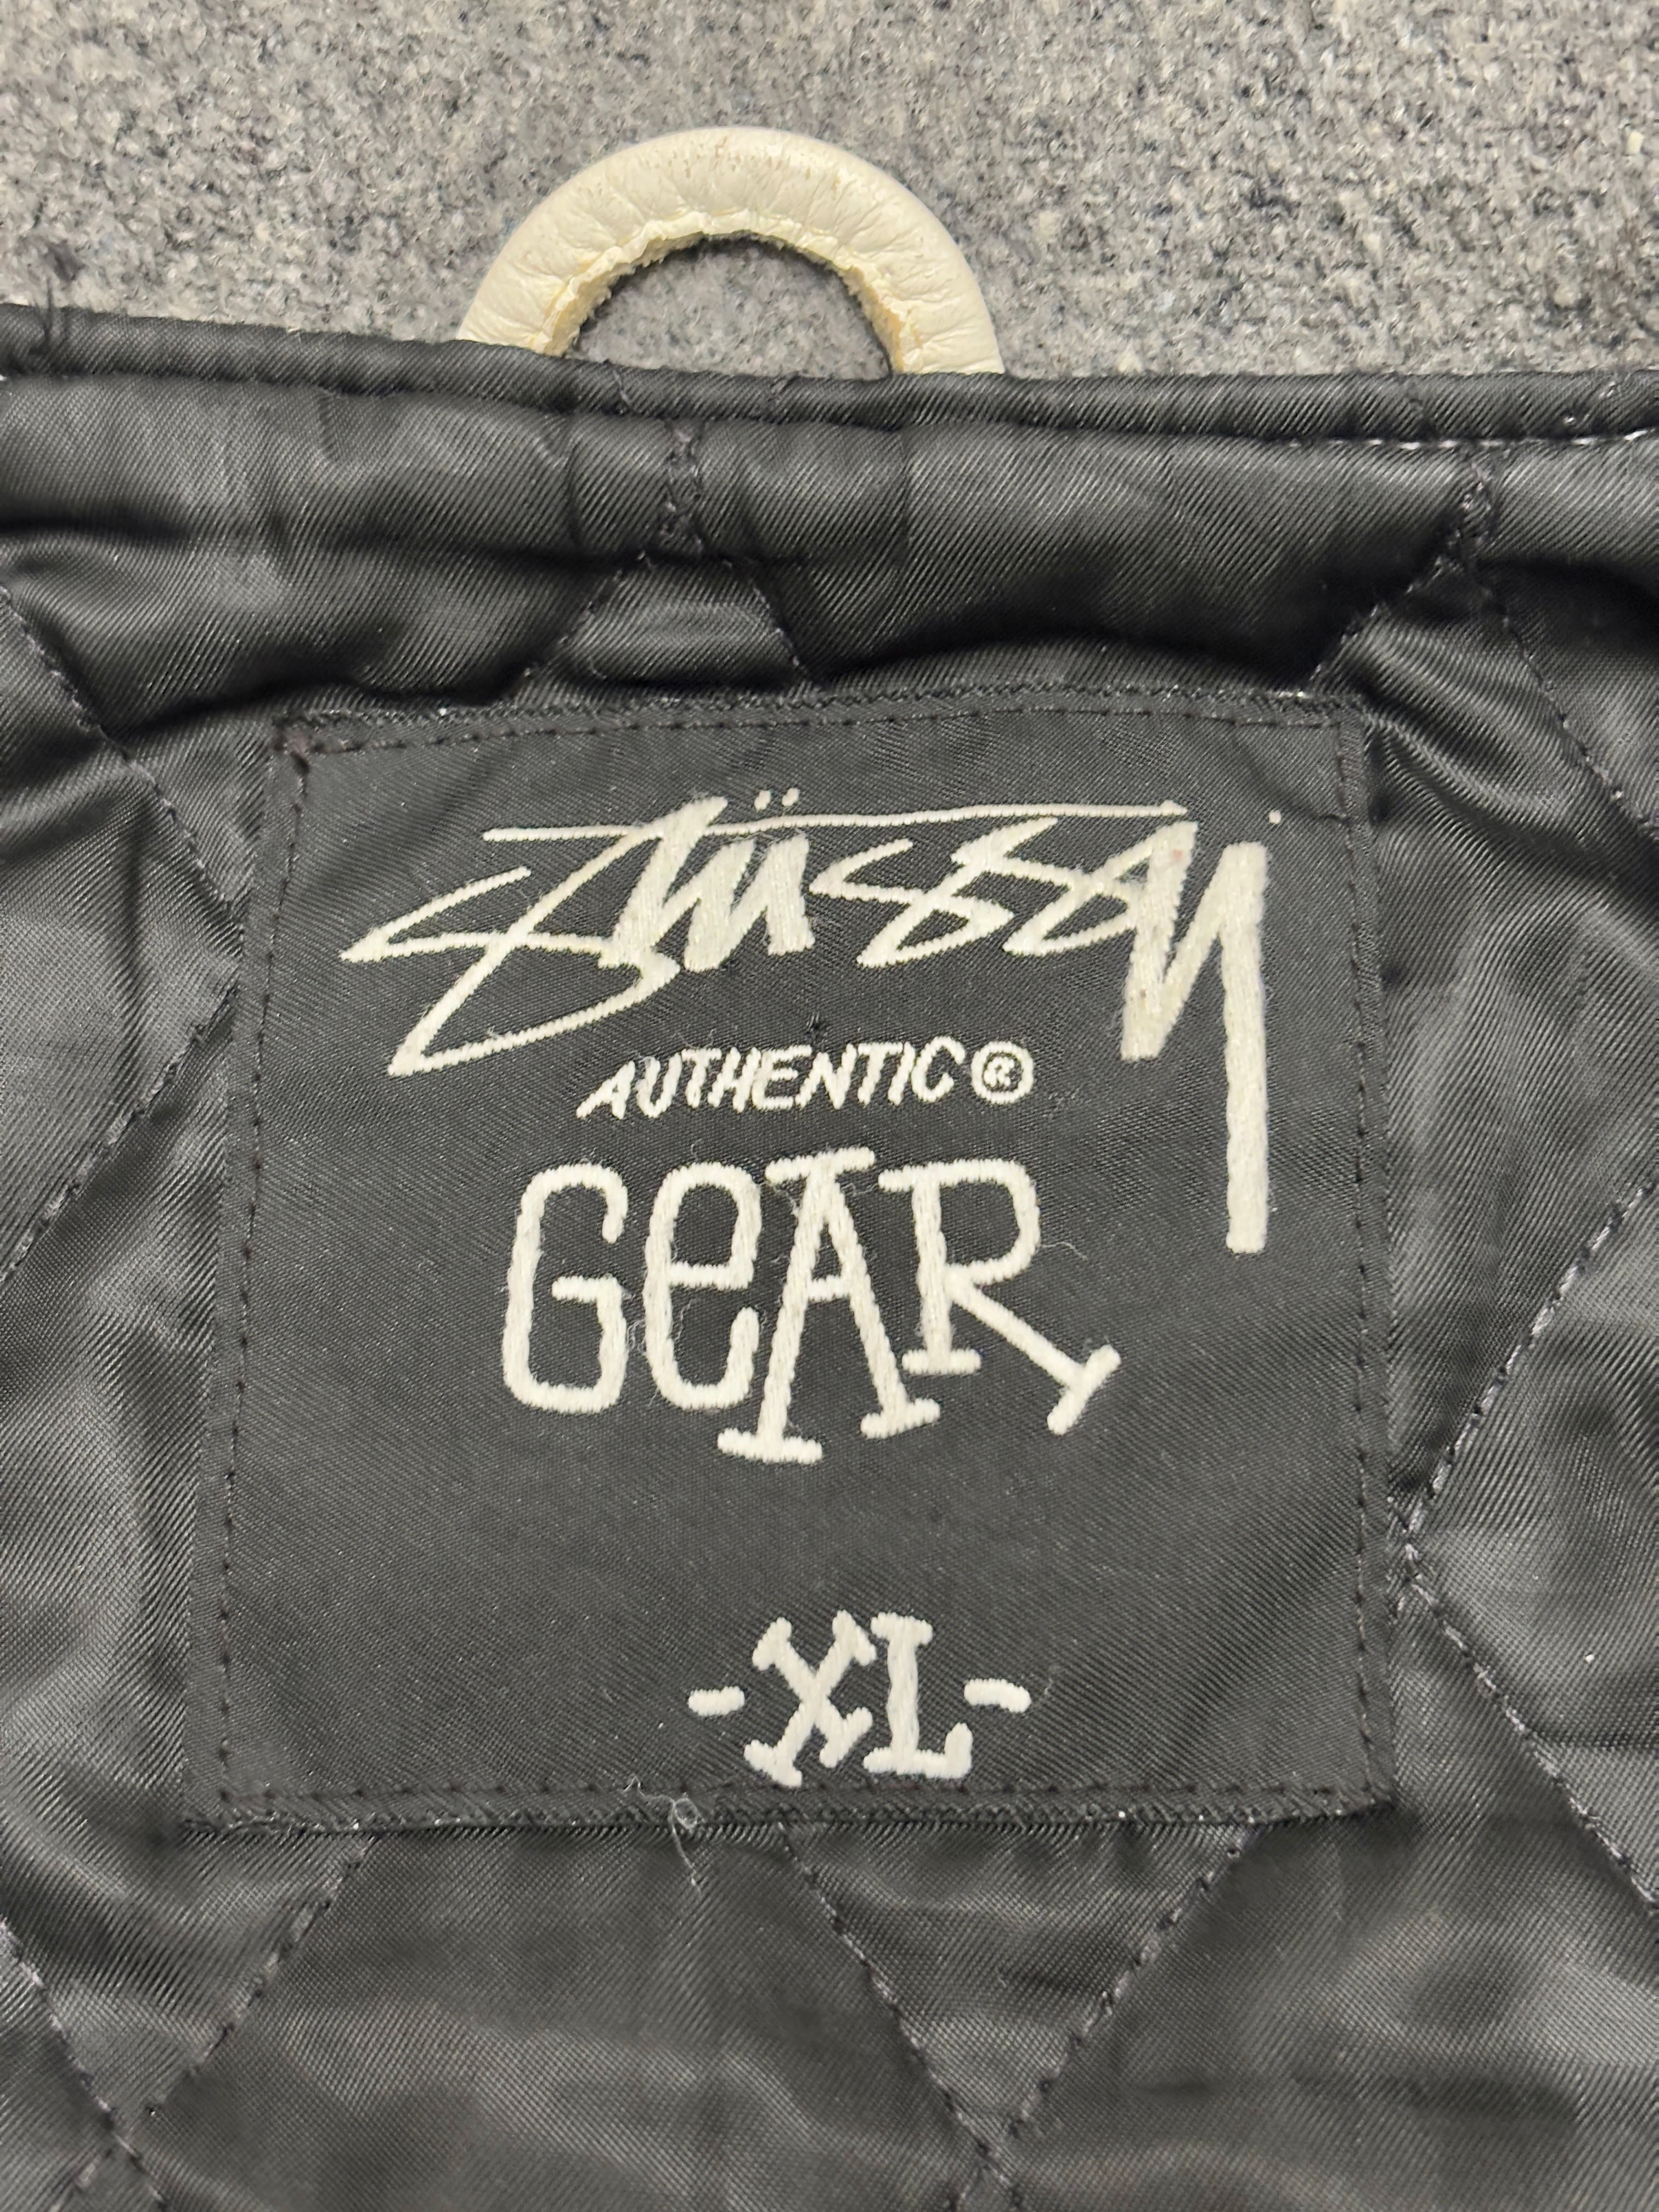 Stüssy
AUTHENTIC®
GeAR
-XL-